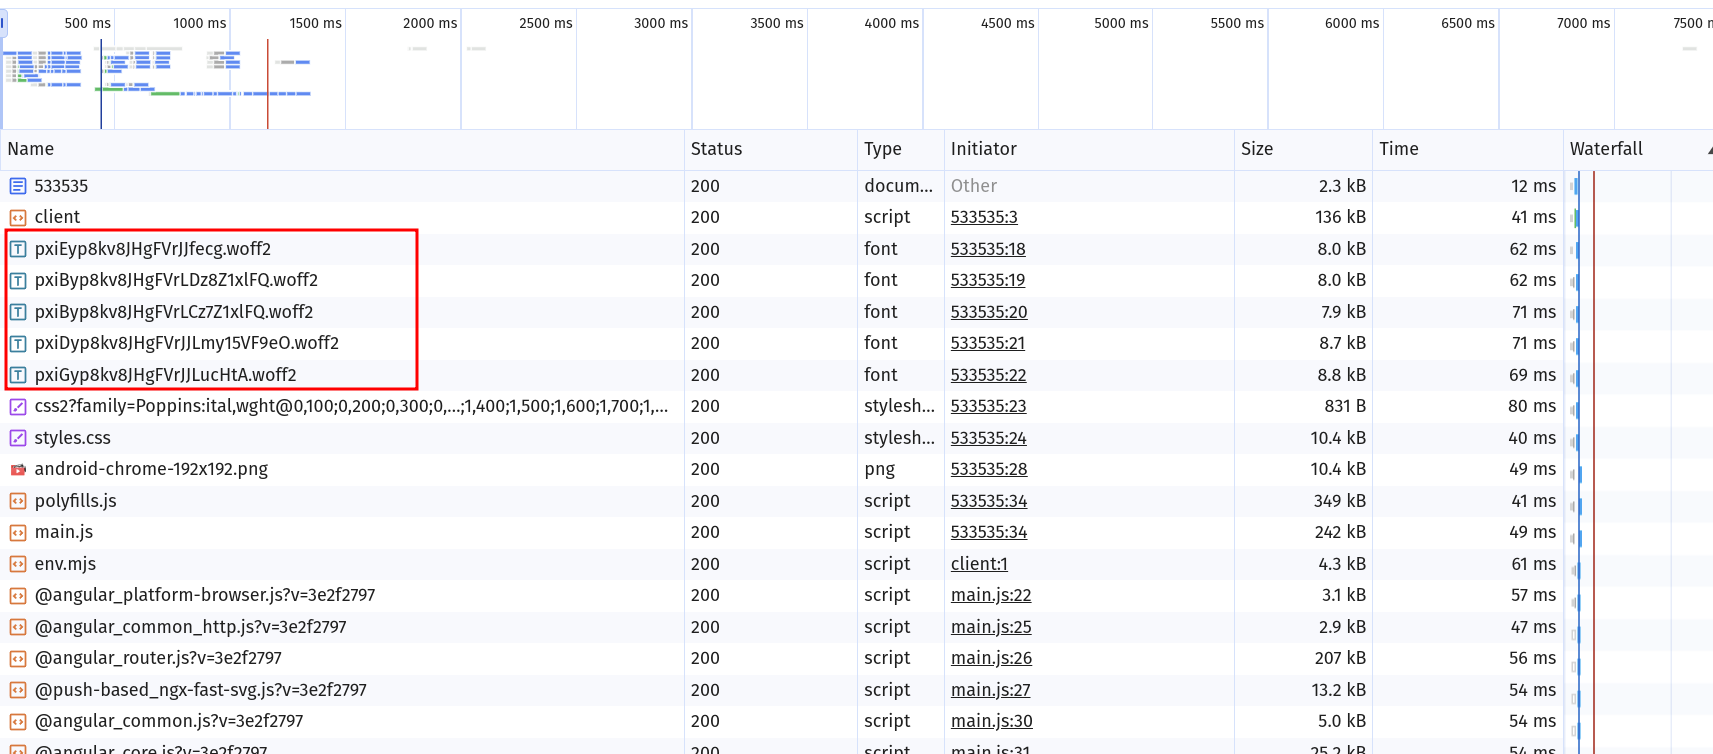 500 ms 1000 ms 1500 ms 2000 ms 2500 ms 3000 ms 3500 ms 4000 ms 4500 ms 5000 ms 5500 ms 6000 ms 6500 ms 7000 ms 7500 m
Name Status Type Initiator Size Time Waterfall
533535 200 docum... Other 2.3 kB 12 ms
client 200 script 533535:3 136 kB 41 ms
pxiEyp8kv8JHgFVrJJfecg.woff2 200 font 533535:18 8.0 kB 62 ms
pxiByp8kv8JHgFVrLDz8Z1xlFQ.woff2 200 font 533535:19 8.0 kB 62 ms
pxiByp8kv8JHgFVrLCz7Z1xlFQ.woff2 200 font 533535:20 7.9 kB 71 ms
pxiDyp8kv8JHgFVrJJLmy15VF9eO.woff2 200 font 533535:21 8.7 kB 71 ms
pxiGyp8kv8JHgFVrJJLucHtA.woff2 200 font 533535:22 8.8 kB 69 ms
css2?family=Poppins:ital,wght@0,100;0,200;0,300;0,...;1,400;1,500;1,600;1,700;1,... 200 stylesh... 533535:23 831 B 80 ms
styles.css 200 stylesh... 533535:24 10.4 kB 40 ms
android-chrome-192x192.png 200 png 533535:28 10.4 kB 49 ms
polyfills.js 200 script 533535:34 349 kB 41 ms
main.js 200 script 533535:34 242 kB 49 ms
env.mjs 200 script client:1 4.3 kB 61 ms
@angular_platform-browser.js?v=3e2f2797 200 script main.js:22 3.1 kB 57 ms
@angular_common_http.js?v=3e2f2797 200 script main.js:25 2.9 kB 47 ms
@angular_router.js?v=3e2f2797 200 script main.js:26 207 kB 56 ms
@push-based_ngx-fast-svg.js?v=3e2f2797 200 script main.js:27 13.2 kB 54 ms
@angular_common.js?v=3e2f2797 200 script main.js:30 5.0 kB 54 ms
@angular_core.js?v=3e2f2797 200 script main.js:31 25.2 kB 54 ms